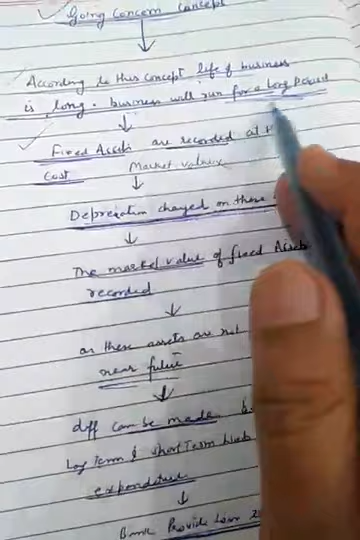 Going Concern Concept
According to this concept life of business
is long. business will run for a long Period
Fixed Assets are recorded at
Cost Market value
Depreciation charged on these
The market value of fixed Assets
recorded
as these assets are not
near future
diff can be made
Long Term & short Term
expenditure
Bank Provide loan